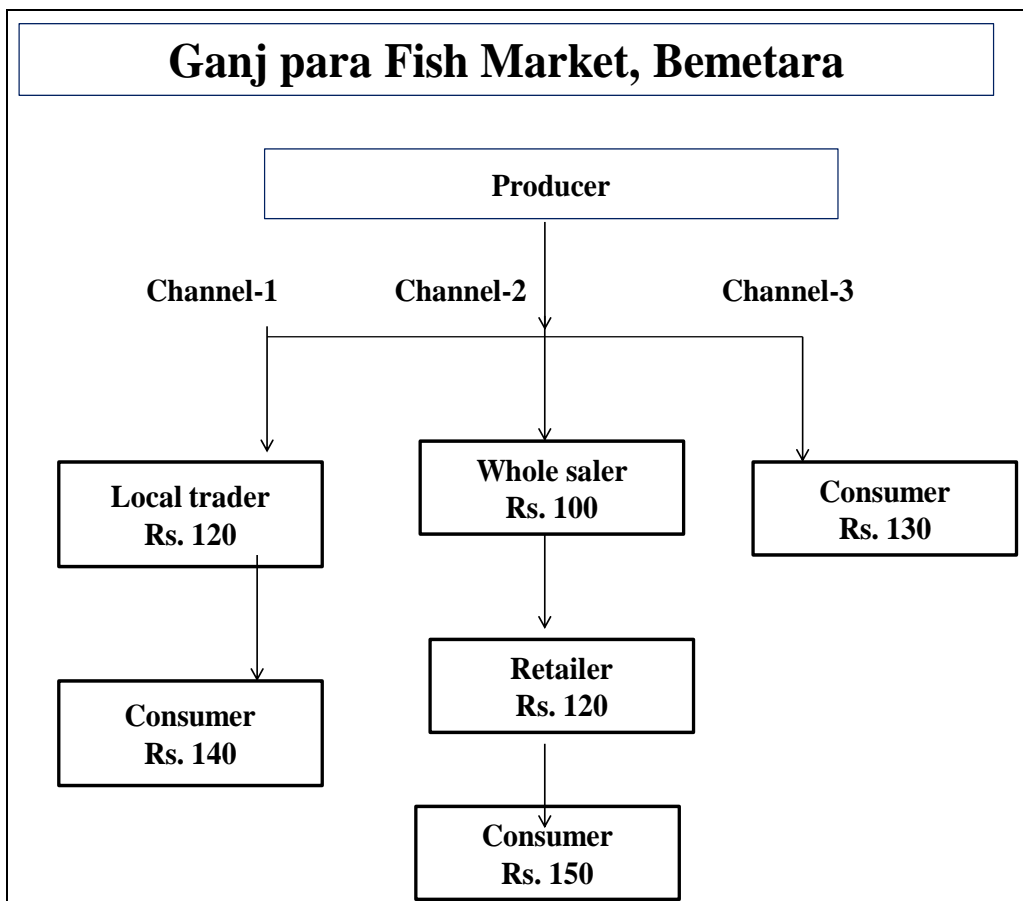 Ganj para Fish Market, Bemetara
Producer
Channel-1
Channel-2
Channel-3
Local trader
Rs. 120
Whole saler
Rs. 100
Consumer
Rs. 130
Consumer
Rs. 140
Retailer
Rs. 120
Consumer
Rs. 150